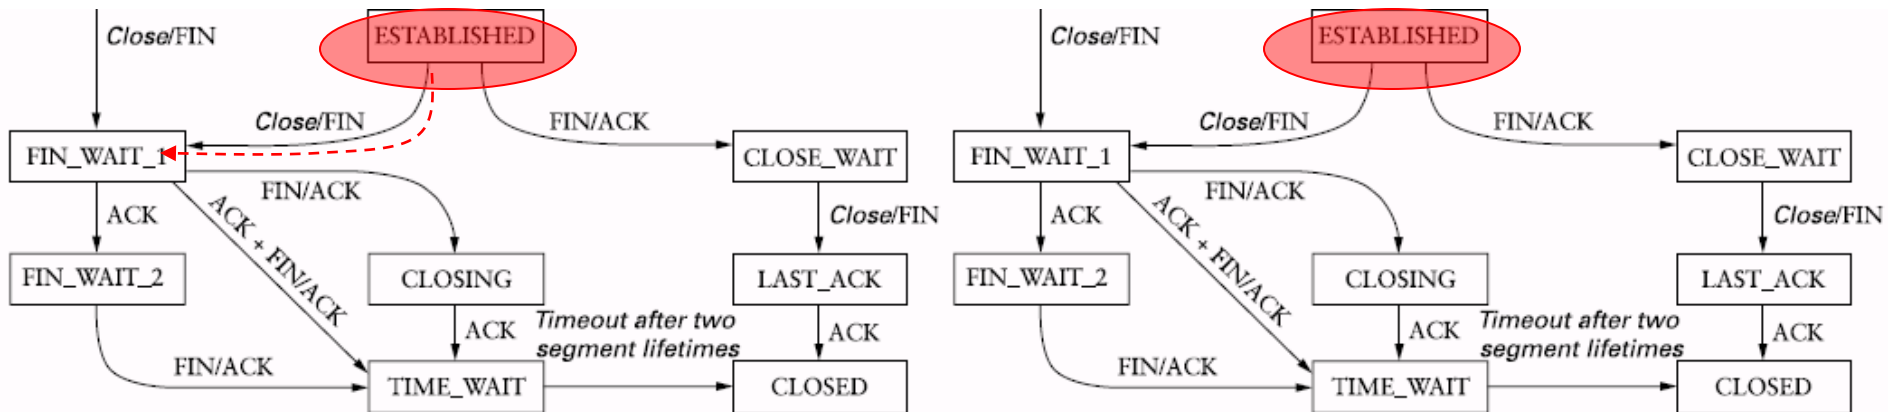 Close/FIN
ESTABLISHED
Close/FIN
FIN/ACK
FIN_WAIT_1
CLOSE_WAIT
FIN/ACK
ACK
ACK + FIN/ACK
Close/FIN
FIN_WAIT_2
CLOSING
LAST_ACK
ACK
Timeout after two
segment lifetimes
ACK
FIN/ACK
TIME_WAIT
CLOSED
Close/FIN
ESTABLISHED
Close/FIN
FIN/ACK
FIN_WAIT_1
CLOSE_WAIT
FIN/ACK
ACK
ACK + FIN/ACK
Close/FIN
FIN_WAIT_2
CLOSING
LAST_ACK
ACK
Timeout after two
segment lifetimes
ACK
FIN/ACK
TIME_WAIT
CLOSED